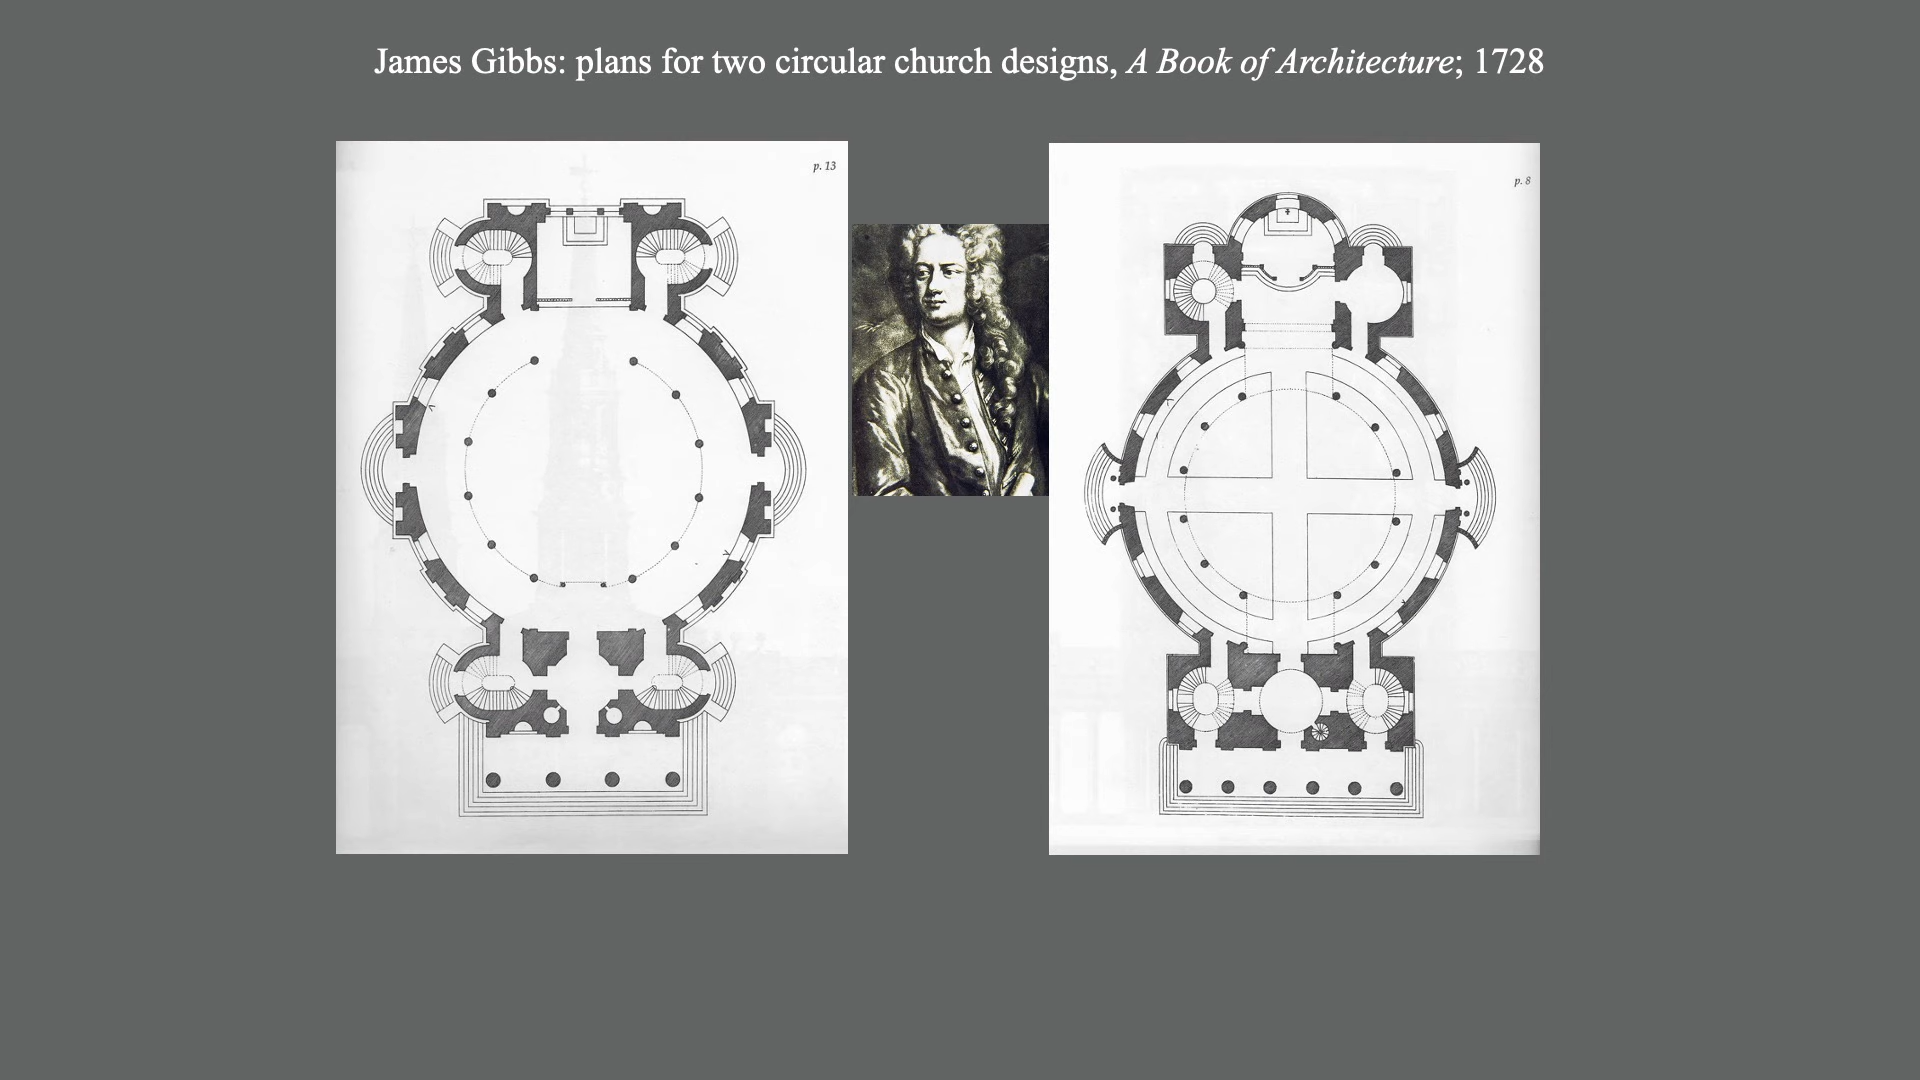 James Gibbs: plans for two circular church designs, A Book of Architecture; 1728
p. 13
p. 8